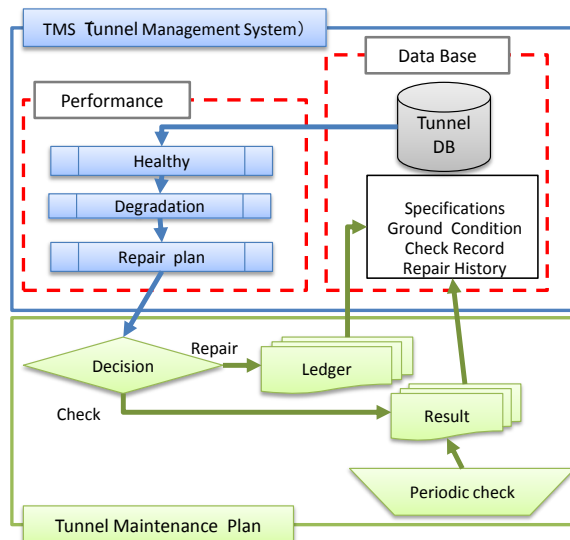 TMS (Tunnel Management System)
Data Base
Performance
Tunnel
DB
Healthy
Degradation
Repair plan
Specifications
Ground Condition
Check Record
Repair History
Decision
Repair
Ledger
Check
Result
Periodic check
Tunnel Maintenance Plan